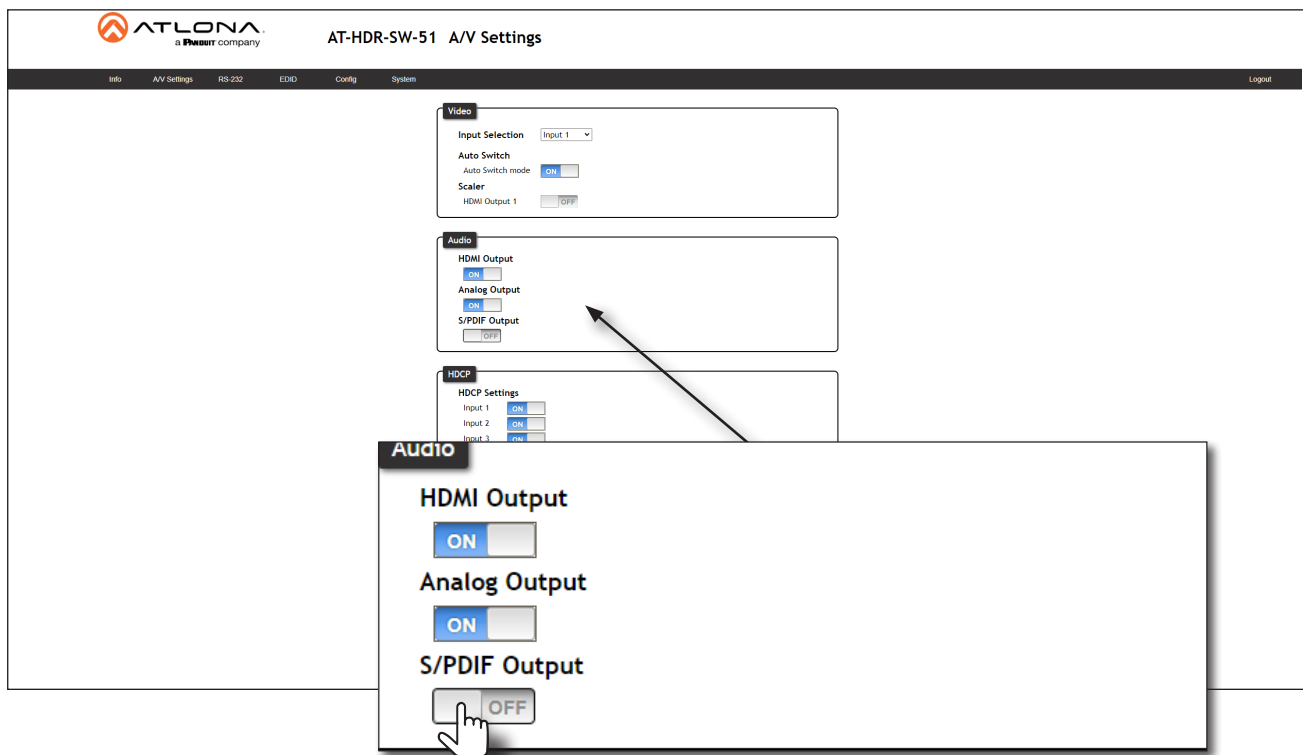 ATLONA.
a PANDUIT company
AT-HDR-SW-51 A/V Settings
Info A/V Settings RS-232 EDID Config System Logout
Video
Input Selection Input 1
Auto Switch
Auto Switch mode ON
Scaler
HDMI Output 1 OFF
Audio
HDMI Output
ON
Analog Output
ON
S/PDIF Output
OFF
HDCP
HDCP Settings
Input 1 ON
Input 2 ON
Input 3 ON
Audio
HDMI Output
ON
Analog Output
ON
S/PDIF Output
OFF